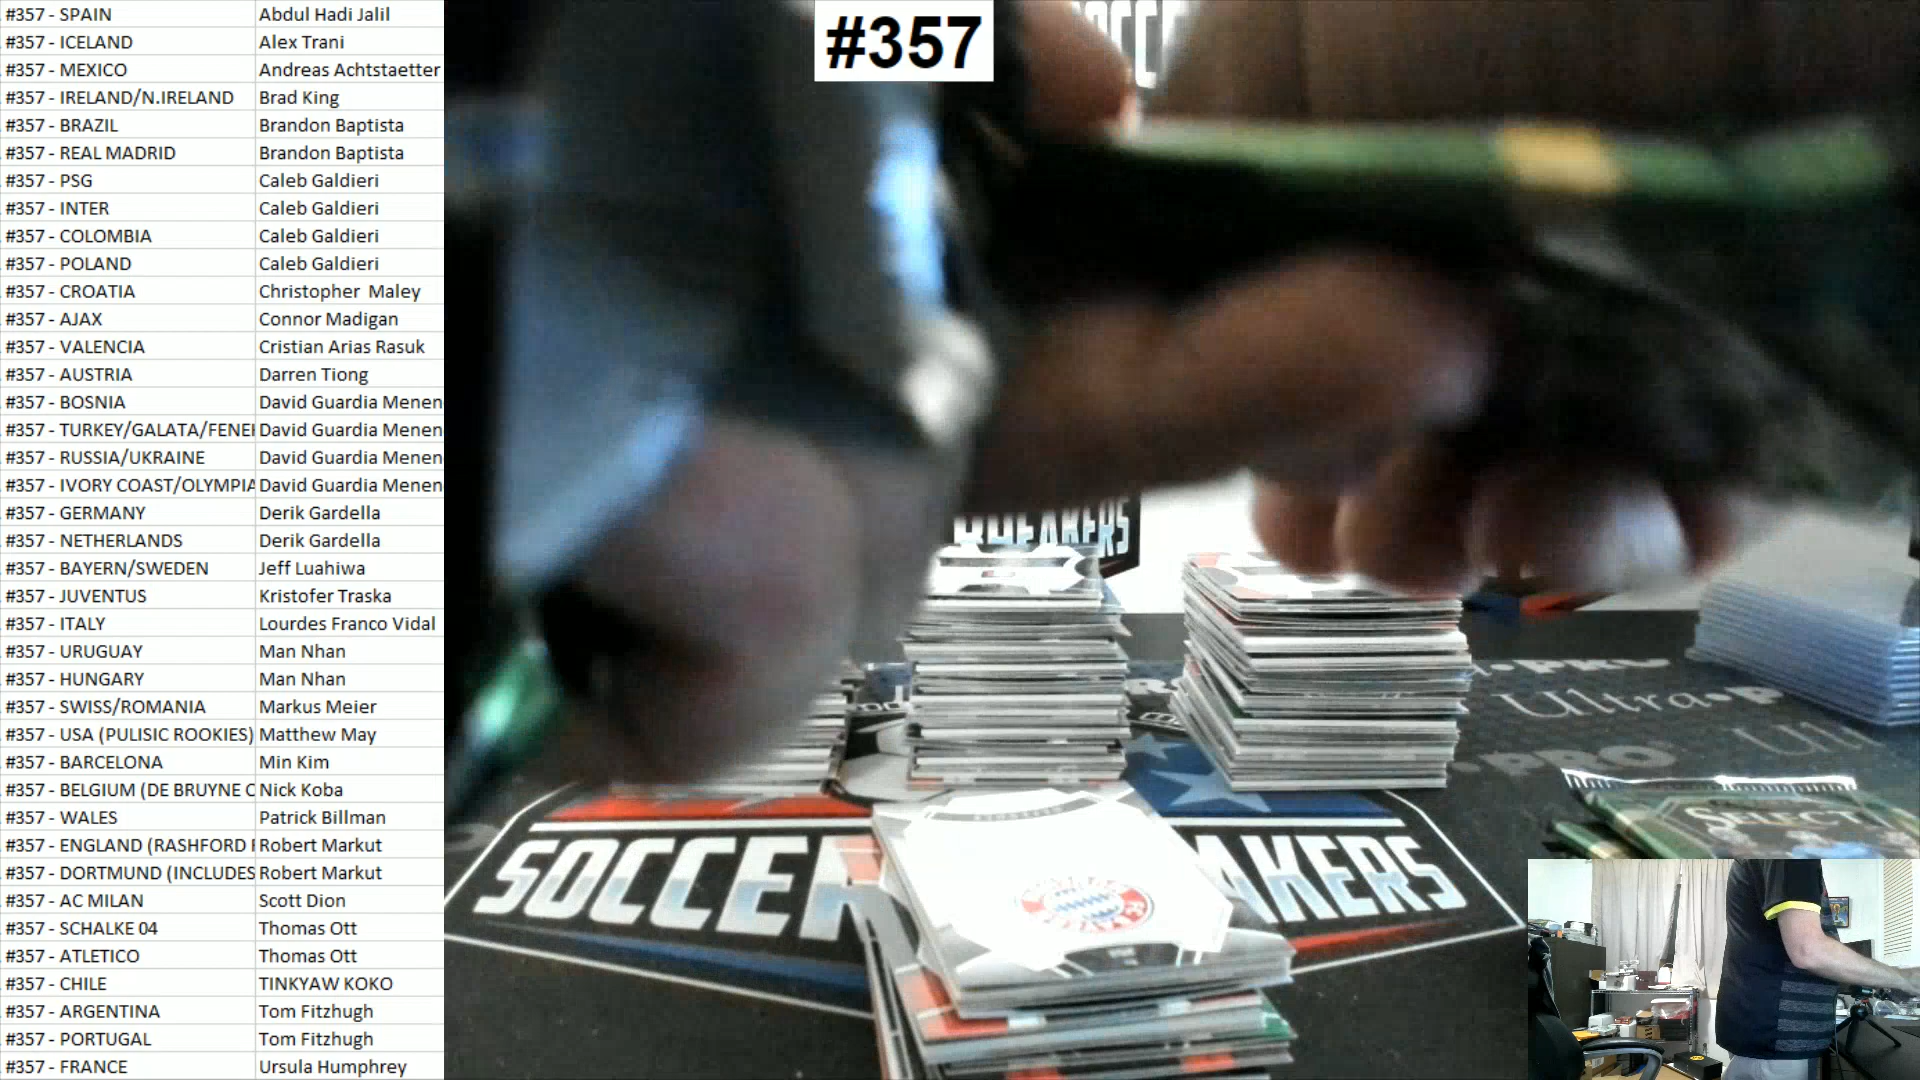 #357 - SPAIN Abdul Hadi Jalil
#357 - ICELAND Alex Trani
#357 - MEXICO Andreas Achtstaetter
#357 - IRELAND/N.IRELAND Brad King
#357 - BRAZIL Brandon Baptista
#357 - REAL MADRID Brandon Baptista
#357 - PSG Caleb Galdieri
#357 - INTER Caleb Galdieri
#357 - COLOMBIA Caleb Galdieri
#357 - POLAND Caleb Galdieri
#357 - CROATIA Christopher Maley
#357 - AJAX Connor Madigan
#357 - VALENCIA Cristian Arias Rasuk
#357 - AUSTRIA Darren Tiong
#357 - BOSNIA David Guardia Menen
#357 - TURKEY/GALATA/FENE David Guardia Menen
#357 - RUSSIA/UKRAINE David Guardia Menen
#357 - IVORY COAST/OLYMPIA David Guardia Menen
#357 - GERMANY Derik Gardella
#357 - NETHERLANDS Derik Gardella
#357 - BAYERN/SWEDEN Jeff Luahiwa
#357 - JUVENTUS Kristofer Traska
#357 - ITALY Lourdes Franco Vidal
#357 - URUGUAY Man Nhan
#357 - HUNGARY Man Nhan
#357 - SWISS/ROMANIA Markus Meier
#357 - USA (PULISIC ROOKIES) Matthew May
#357 - BARCELONA Min Kim
#357 - BELGIUM (DE BRUYNE C Nick Koba
#357 - WALES Patrick Billman
#357 - ENGLAND (RASHFORD Robert Markut
#357 - DORTMUND (INCLUDES Robert Markut
#357 - AC MILAN Scott Dion
#357 - SCHALKE 04 Thomas Ott
#357 - ATLETICO Thomas Ott
#357 - CHILE TINKYAW KOKO
#357 - ARGENTINA Tom Fitzhugh
#357 - PORTUGAL Tom Fitzhugh
#357 - FRANCE Ursula Humphrey
#357
BREAKERS
Ultra P
PRO Ul
SELECT
SOCCER AKERS